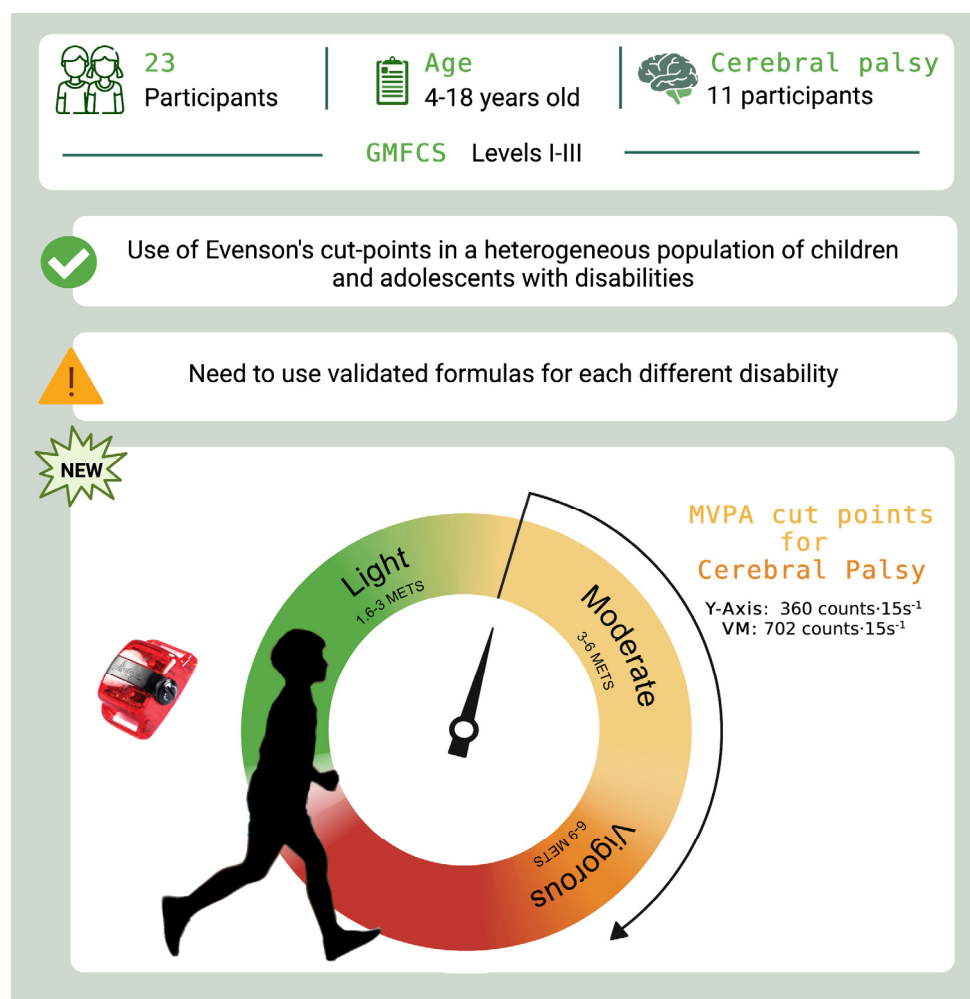 23
Participants
Age
4-18 years old
Cerebral palsy
11 participants
GMFCS Levels I-III
Use of Evenson's cut-points in a heterogeneous population of children
and adolescents with disabilities
!
Need to use validated formulas for each different disability
NEW
MVPA cut points
for
Cerebral Palsy
Y-Axis: 360 counts·15s⁻¹
VM: 702 counts·15s⁻¹
Light
1.6-3 METS
Moderate
3-6 METS
Vigorous
6-9 METS